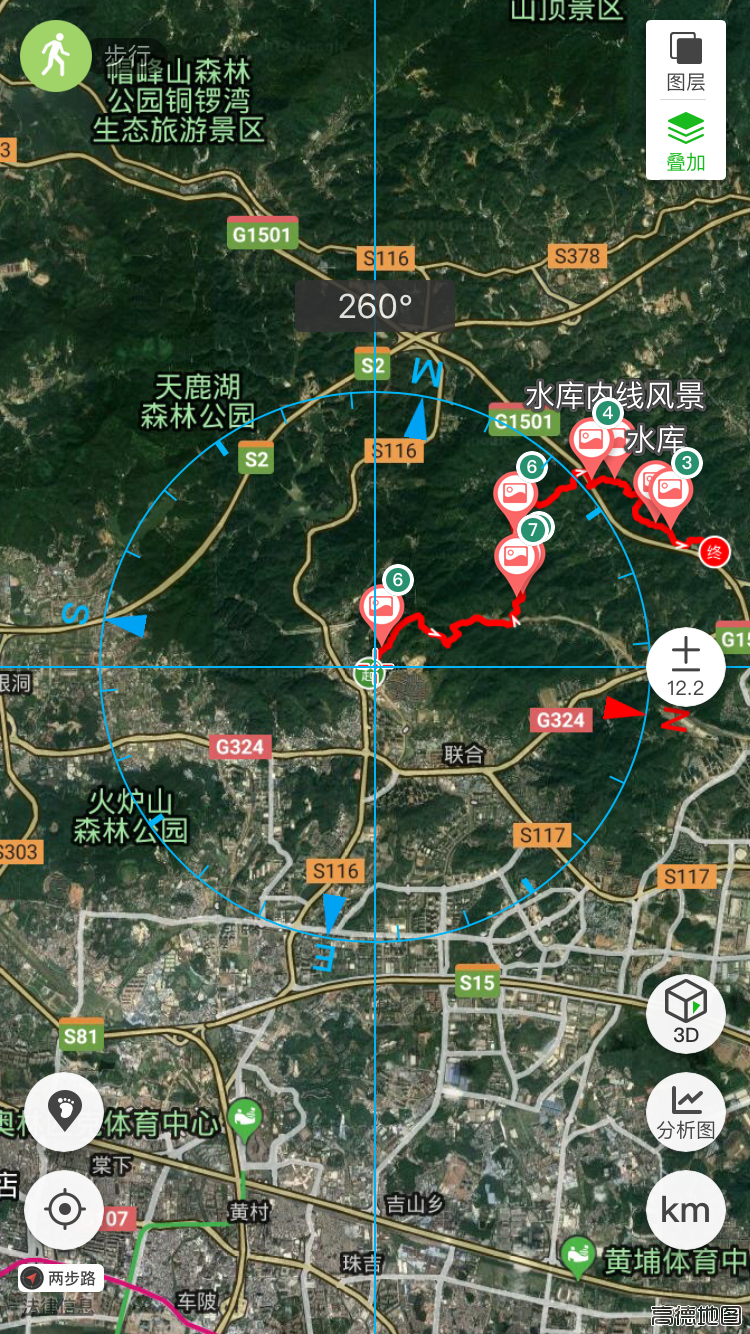 山顶景区
步行
帽峰山森林
公园铜锣湾
生态旅游景区
图层
叠加
3
G1501
S116
S378
260°
S2
W
天鹿湖
森林公园
水库内线风景
G1501
4
S116
水库
S2
6
3
7
终
6
S
G15
起
12.2
N
G324
G324
联合
火炉山
森林公园
S117
S303
S116
S117
E
S15
S81
3D
体育中心
分析图
棠下
店
07
黄村
吉山乡
km
珠吉
黄埔体育中
两步路
车陂
法律信息
高德地图